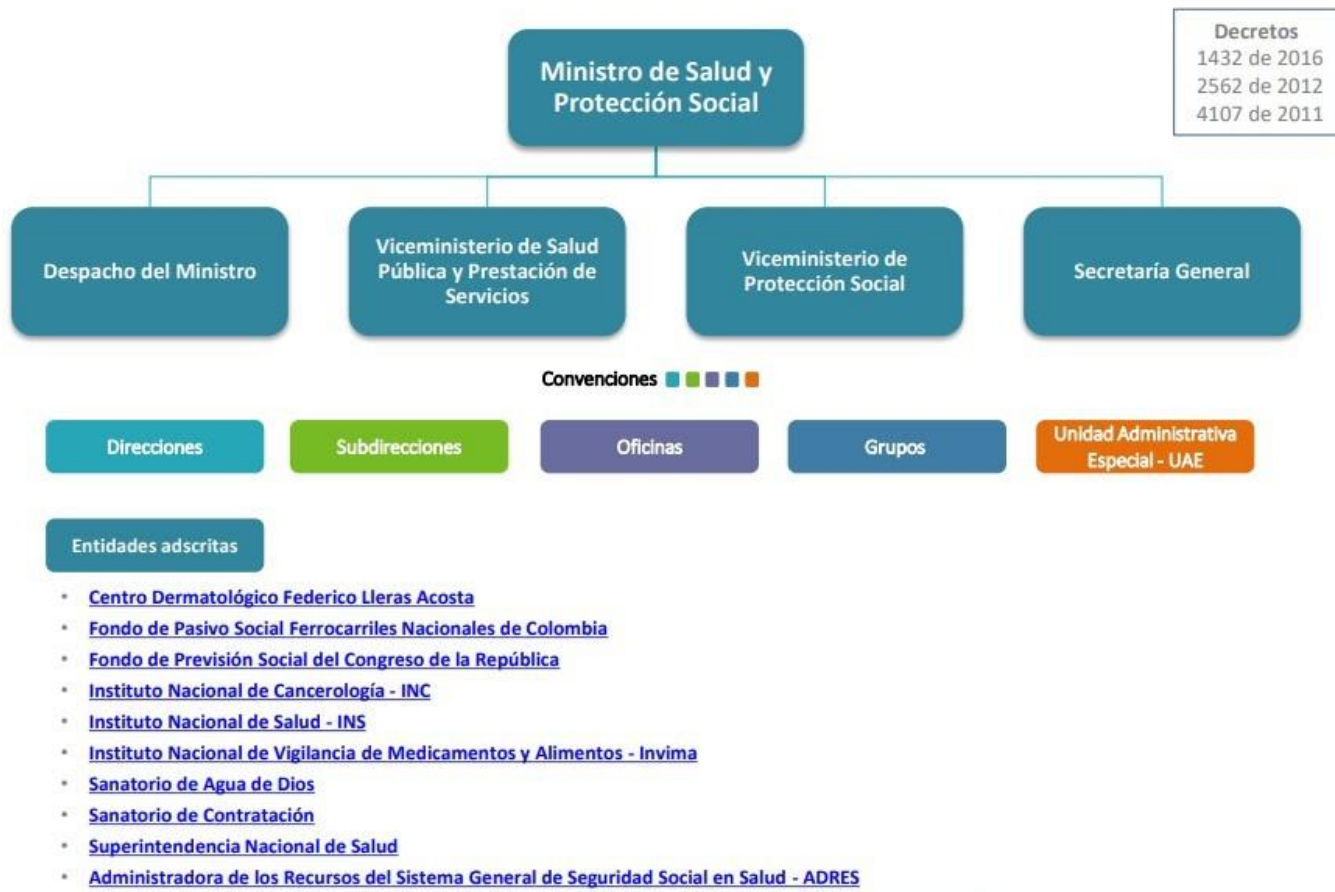 Decretos
1432 de 2016
2562 de 2012
4107 de 2011
Ministro de Salud y
Protección Social
Despacho del Ministro
Viceministerio de Salud
Pública y Prestación de
Servicios
Viceministerio de
Protección Social
Secretaría General
Convenciones
Direcciones
Subdirecciones
Oficinas
Grupos
Unidad Administrativa
Especial - UAE
Entidades adscritas
• Centro Dermatológico Federico Lleras Acosta
• Fondo de Pasivo Social Ferrocarriles Nacionales de Colombia
• Fondo de Previsión Social del Congreso de la República
• Instituto Nacional de Cancerología - INC
• Instituto Nacional de Salud - INS
• Instituto Nacional de Vigilancia de Medicamentos y Alimentos - Invima
• Sanatorio de Agua de Dios
• Sanatorio de Contratación
• Superintendencia Nacional de Salud
• Administradora de los Recursos del Sistema General de Seguridad Social en Salud - ADRES